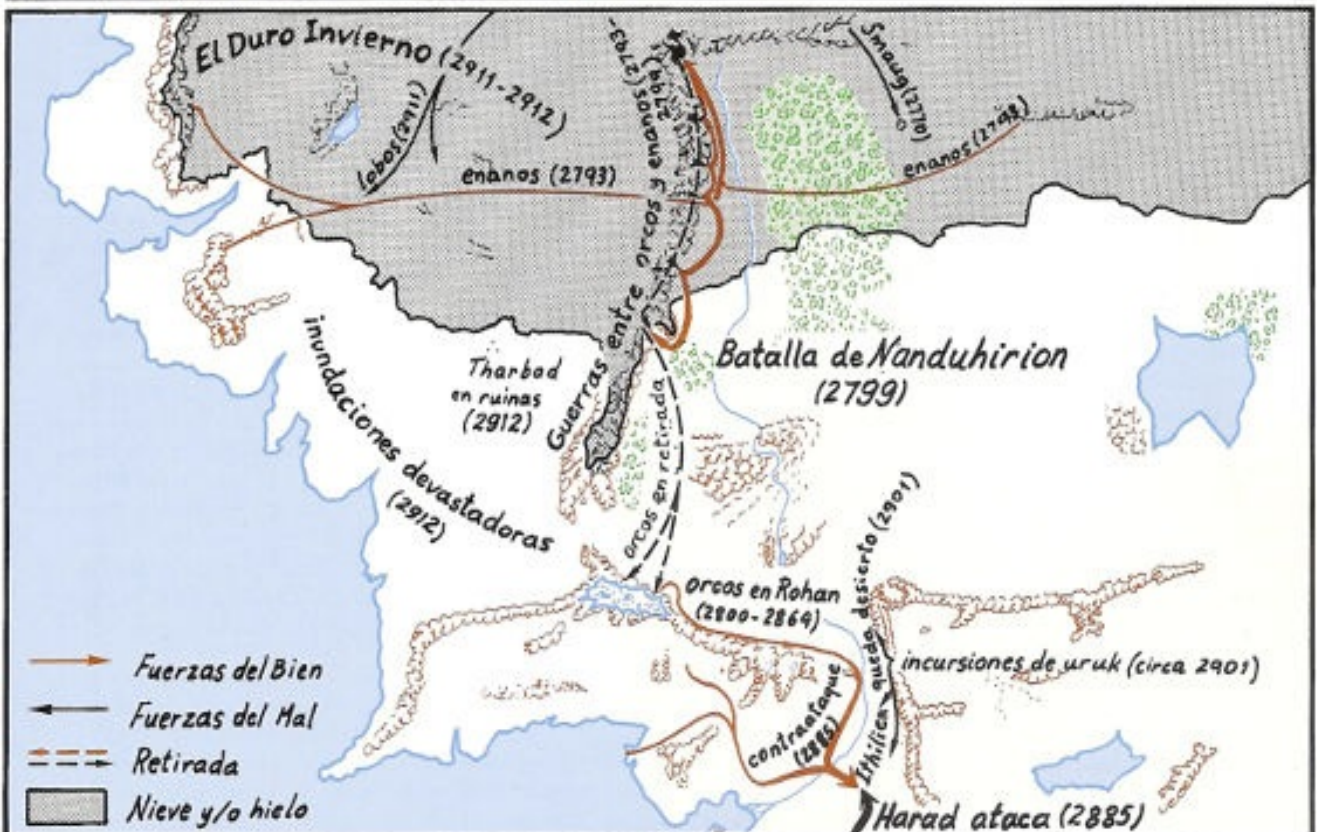 El Duro Invierno (2911-2912)
lobos (2911)
enanos (2793)
Guerras entre orcos y enanos (2793-
2799)
Smaug (2770)
enanos (2793)
Batalla de Nanduhirion
(2799)
Tharbad
en ruinas
(2912)
inundaciones devastadoras
(2912)
orcos en retirada
orcos en Rohan
(2800-2864)
Ithilien queda desierto (2901)
incursiones de uruk (circa 2901)
contraataque
(2885)
Harad ataca (2885)
Fuerzas del Bien
Fuerzas del Mal
Retirada
Nieve y/o hielo